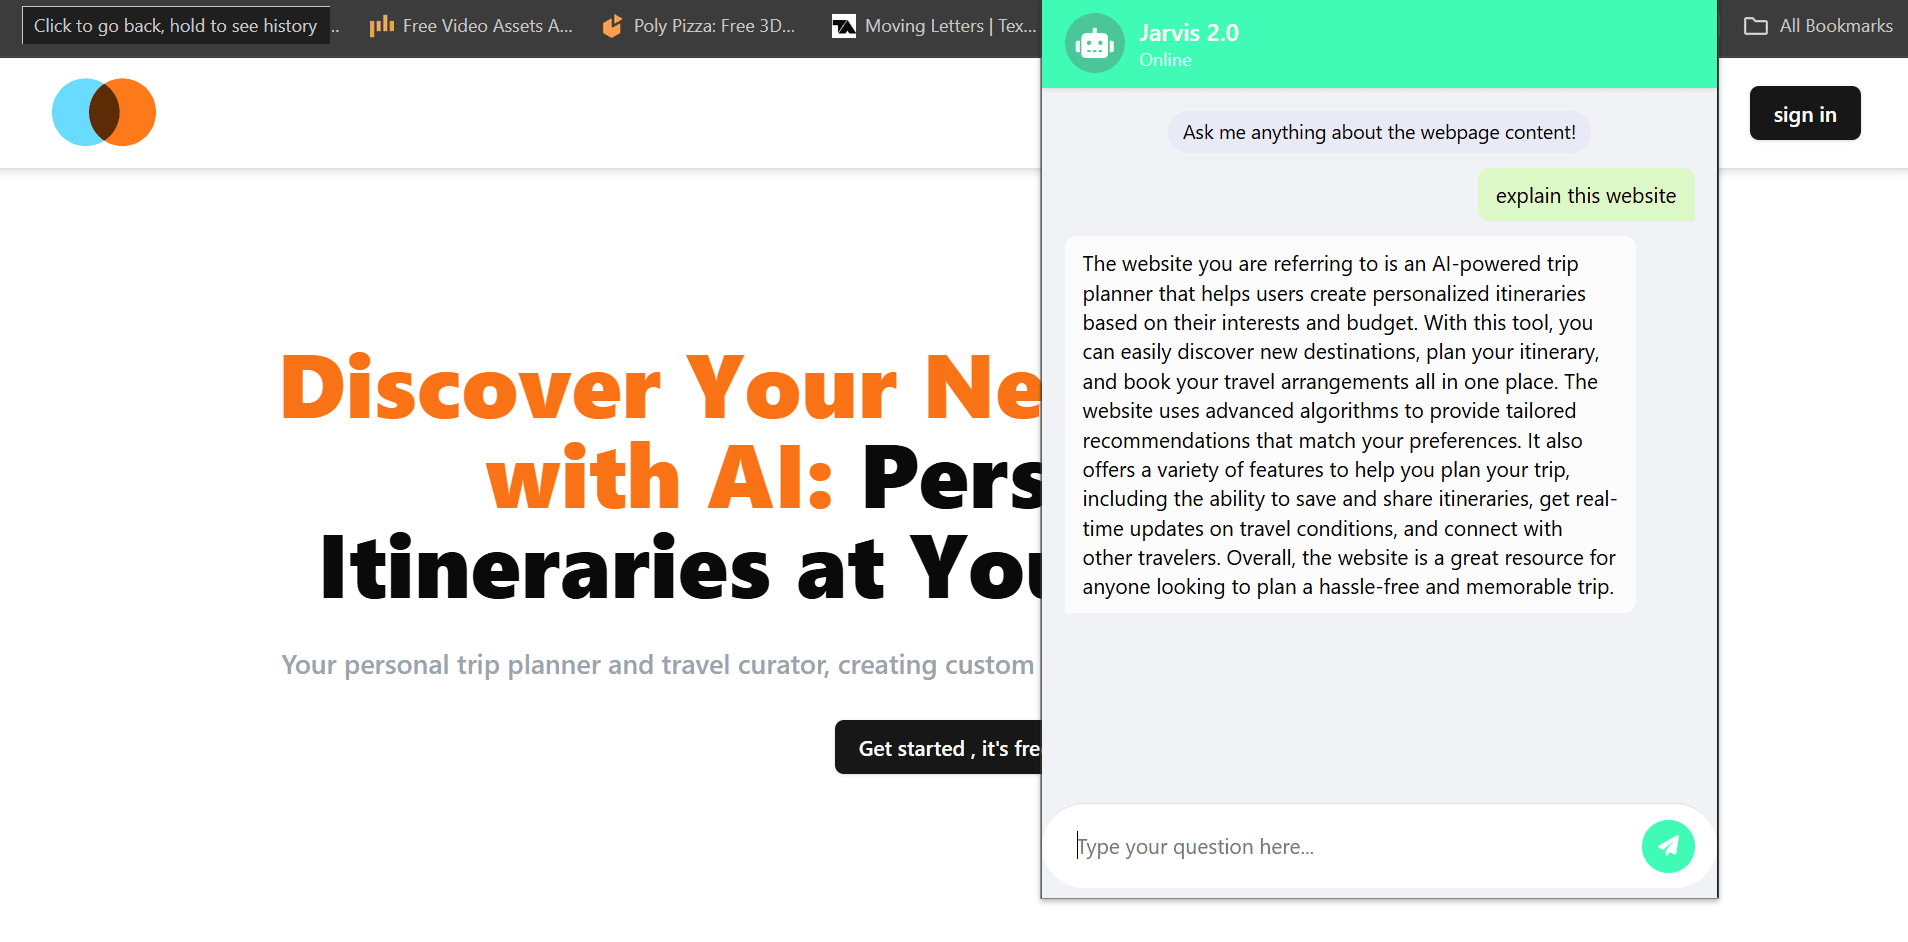 Click to go back, hold to see history
..
Free Video Assets A...
Poly Pizza: Free 3D...
Moving Letters | Tex...
All Bookmarks
sign in
Discover Your Ne
with AI: Pers
Itineraries at You
Your personal trip planner and travel curator, creating custom
Get started , it's fre
Jarvis 2.0
Online
Ask me anything about the webpage content!
explain this website
The website you are referring to is an AI-powered trip
planner that helps users create personalized itineraries
based on their interests and budget. With this tool, you
can easily discover new destinations, plan your itinerary,
and book your travel arrangements all in one place. The
website uses advanced algorithms to provide tailored
recommendations that match your preferences. It also
offers a variety of features to help you plan your trip,
including the ability to save and share itineraries, get real-
time updates on travel conditions, and connect with
other travelers. Overall, the website is a great resource for
anyone looking to plan a hassle-free and memorable trip.
Type your question here...